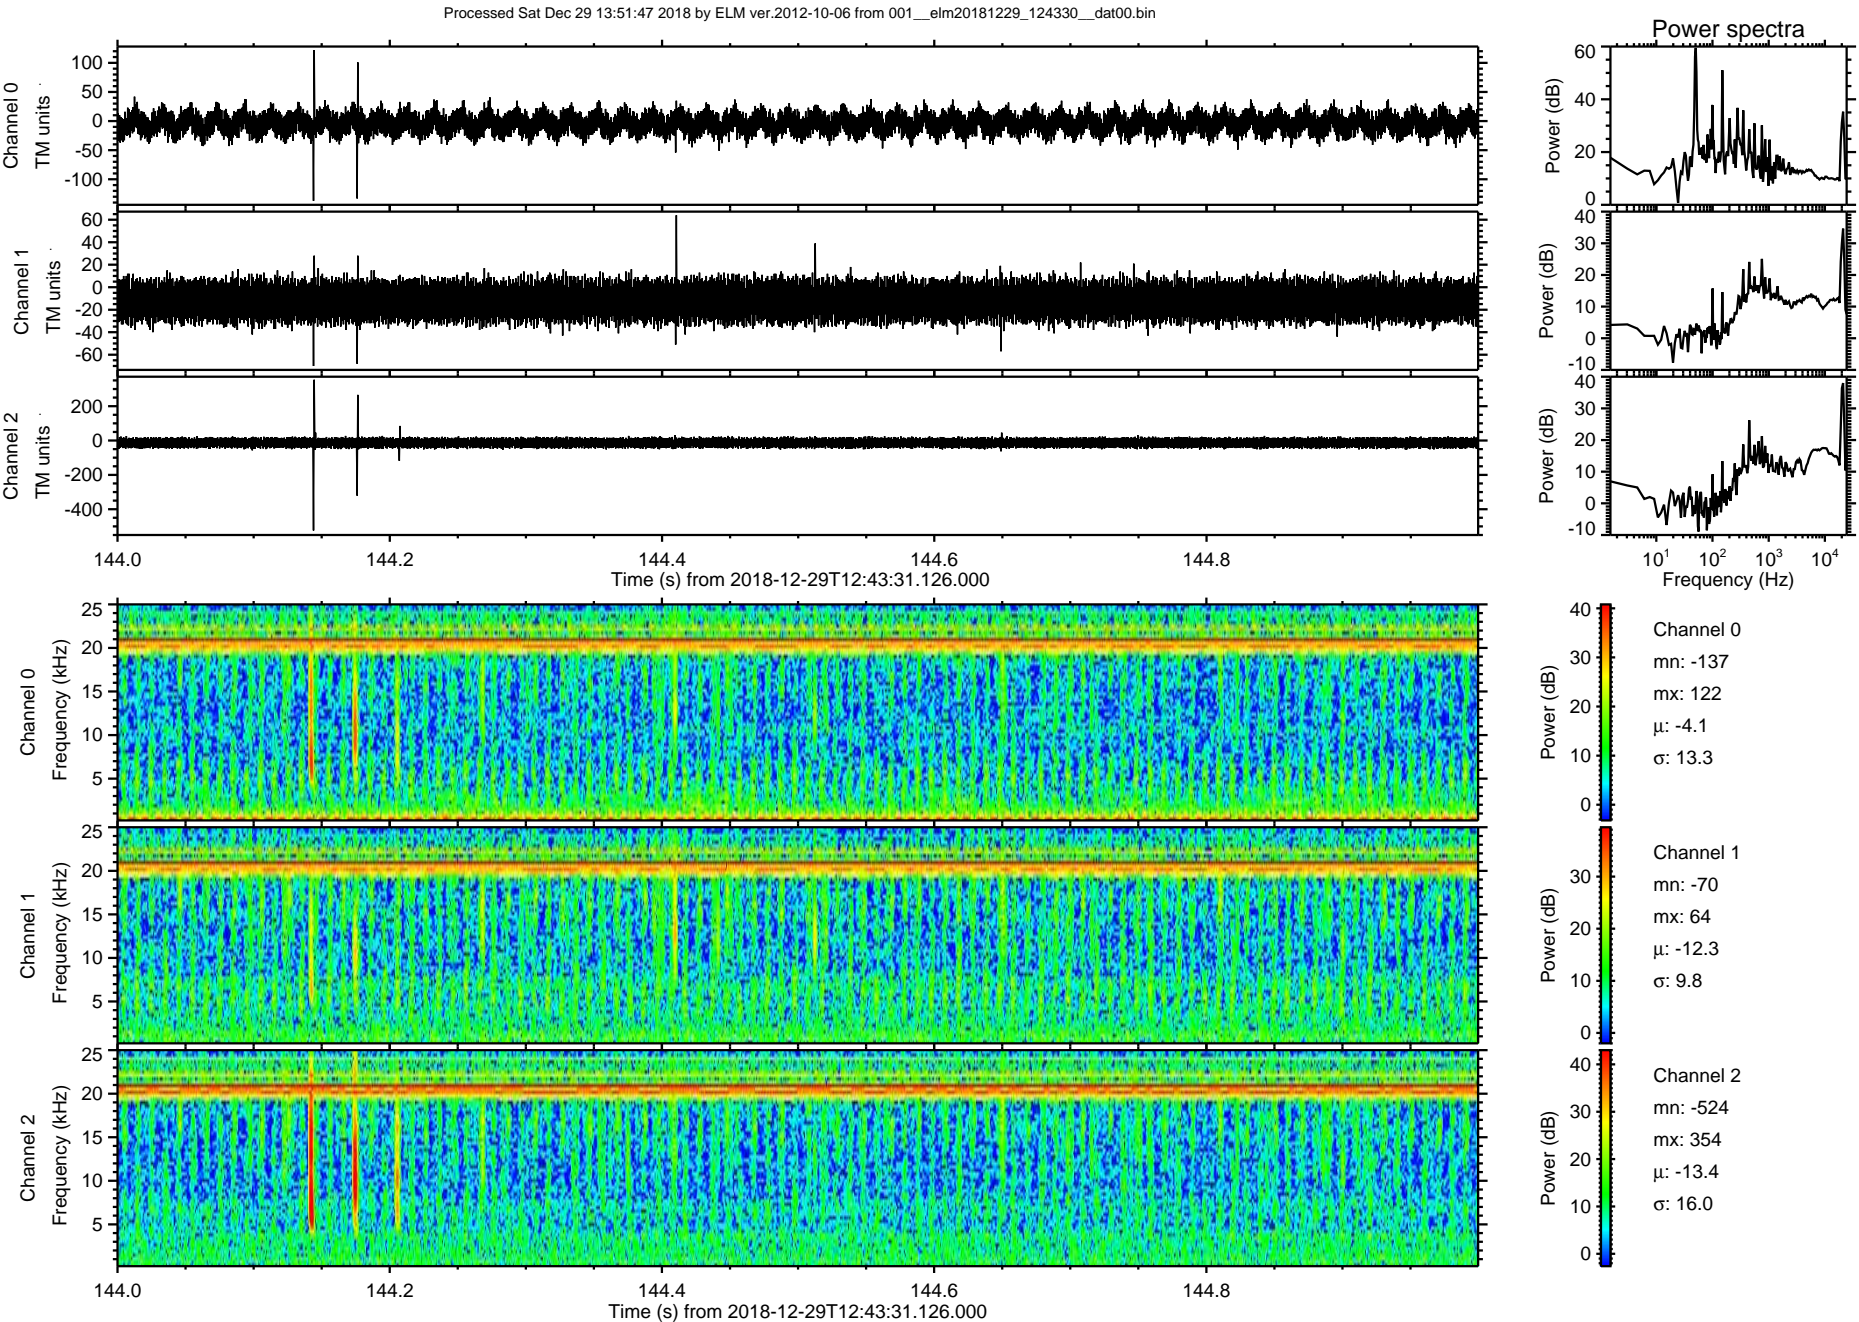 Processed Sat Dec 29 13:51:47 2018 by ELM ver.2012-10-06 from 001__elm20181229_124330__dat00.bin
Power spectra
Channel 0
TM units
100
50
0
-50
-100
Power (dB)
60
40
20
0
Channel 1
TM units
60
40
20
0
-20
-40
-60
Power (dB)
40
30
20
10
0
-10
Channel 2
TM units
200
0
-200
-400
Power (dB)
40
30
20
10
0
-10
144.0 144.2 144.4 144.6 144.8
Time (s) from 2018-12-29T12:43:31.126.000
10¹ 10² 10³ 10⁴
Frequency (Hz)
Channel 0
Frequency (kHz)
25
20
15
10
5
Power (dB)
40
30
20
10
0
Channel 0
mn: -137
mx: 122
μ: -4.1
σ: 13.3
Channel 1
Frequency (kHz)
25
20
15
10
5
Power (dB)
30
20
10
0
Channel 1
mn: -70
mx: 64
μ: -12.3
σ: 9.8
Channel 2
Frequency (kHz)
25
20
15
10
5
Power (dB)
40
30
20
10
0
Channel 2
mn: -524
mx: 354
μ: -13.4
σ: 16.0
144.0 144.2 144.4 144.6 144.8
Time (s) from 2018-12-29T12:43:31.126.000